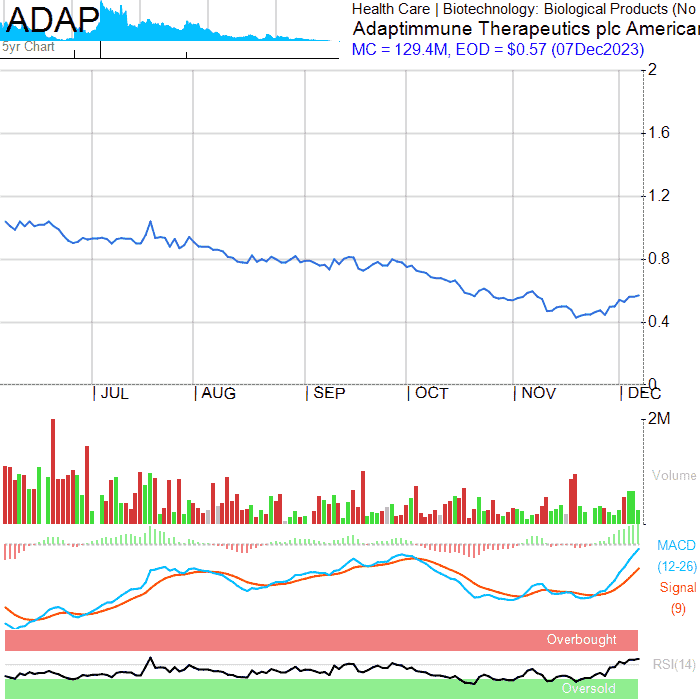 ADAP
5yr Chart
Health Care | Biotechnology: Biological Products (No
Adaptimmune Therapeutics plc American
MC = 129.4M, EOD = $0.57 (07Dec2023)
2
1.6
1.2
0.8
0.4
0
JUL AUG SEP OCT NOV DEC
2M
Volume
MACD
(12-26)
Signal
(9)
Overbought
RSI(14)
Oversold